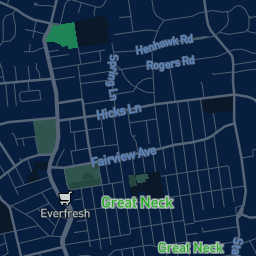 Henhawk Rd
Rogers Rd
Spring Ln
Hicks Ln
Fairview Ave
Great Neck
Everfresh
Great Neck